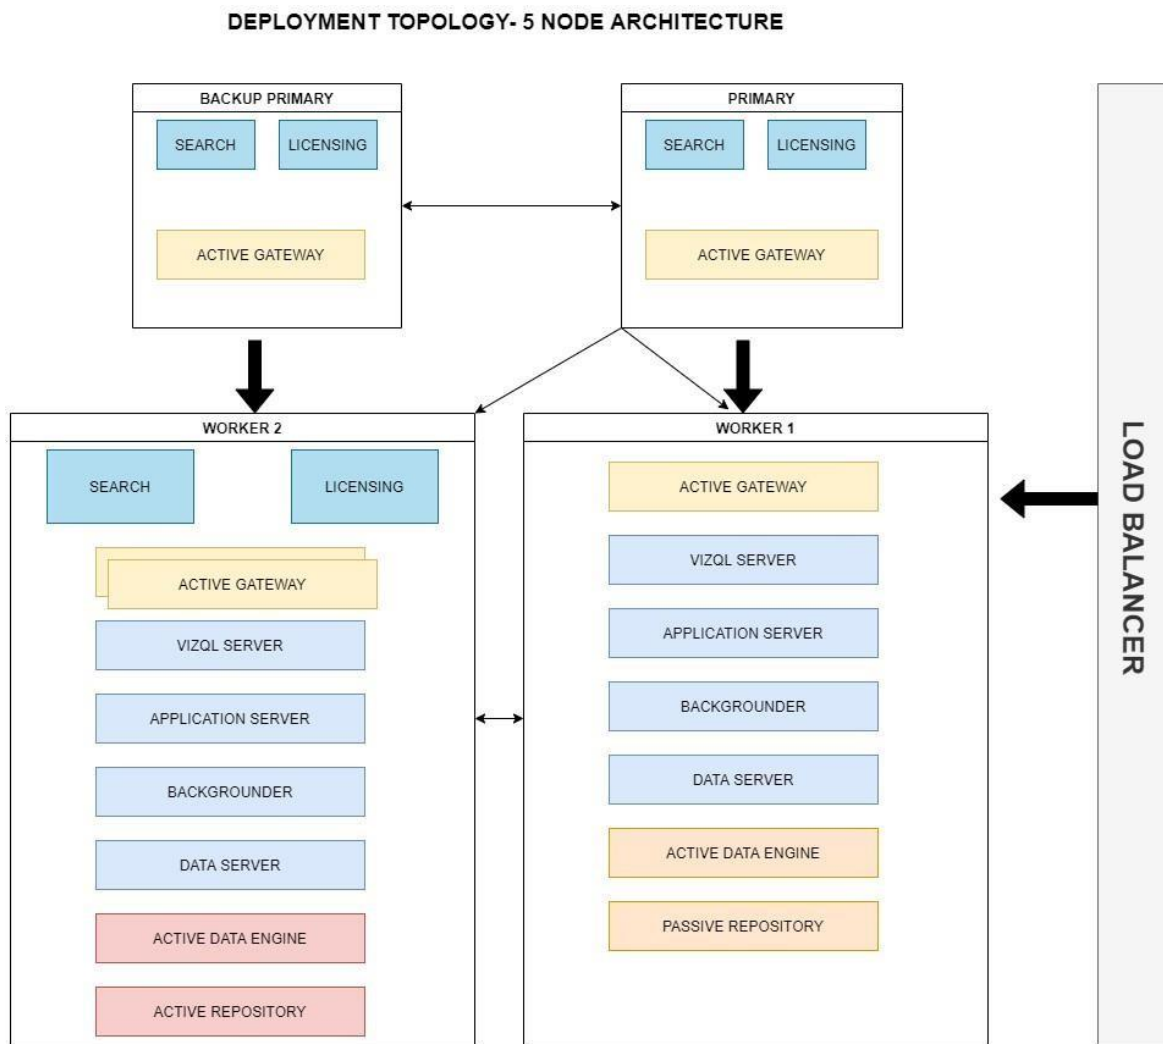 DEPLOYMENT TOPOLOGY- 5 NODE ARCHITECTURE
BACKUP PRIMARY
SEARCH
LICENSING
ACTIVE GATEWAY
PRIMARY
SEARCH
LICENSING
ACTIVE GATEWAY
WORKER 2
SEARCH
LICENSING
ACTIVE GATEWAY
VIZQL SERVER
APPLICATION SERVER
BACKGROUNDER
DATA SERVER
ACTIVE DATA ENGINE
ACTIVE REPOSITORY
WORKER 1
ACTIVE GATEWAY
VIZQL SERVER
APPLICATION SERVER
BACKGROUNDER
DATA SERVER
ACTIVE DATA ENGINE
PASSIVE REPOSITORY
LOAD BALANCER